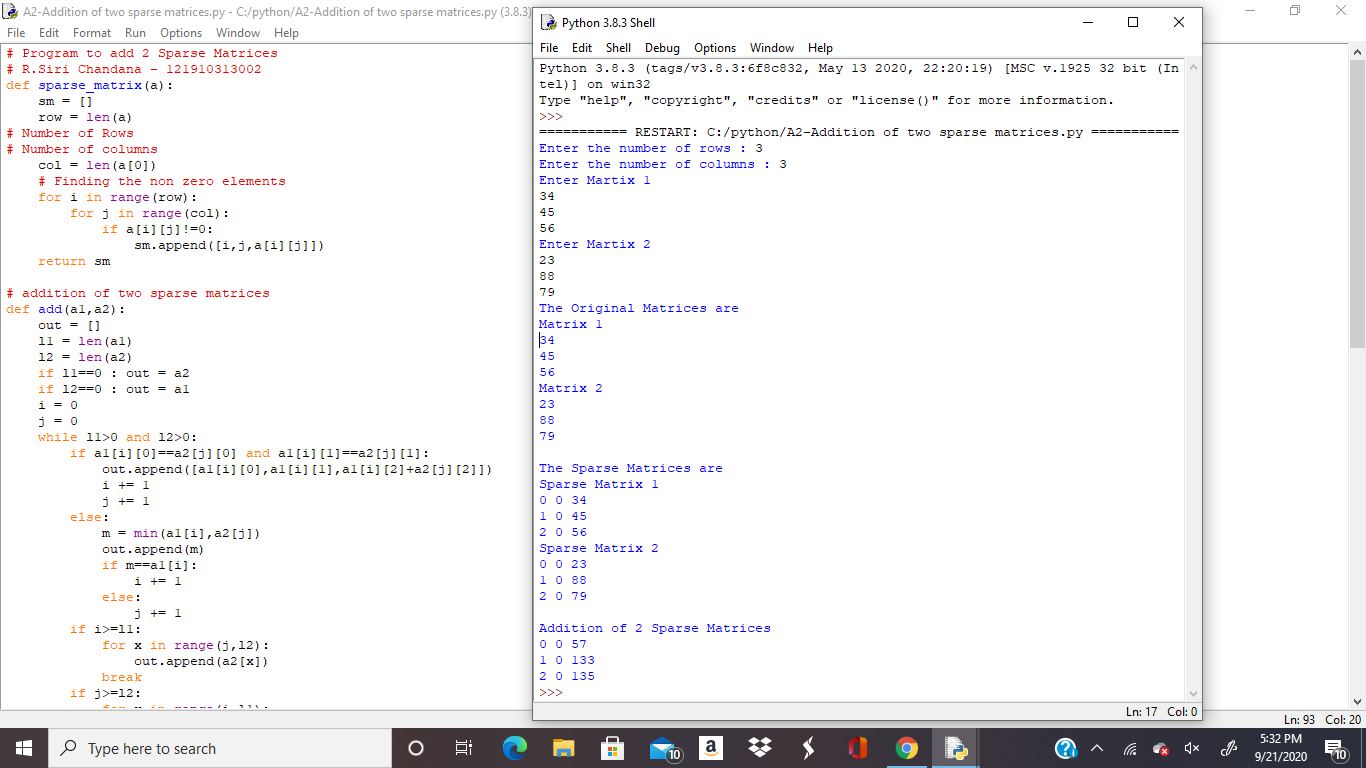 A2-Addition of two sparse matrices.py - C:/python/A2-Addition of two sparse matrices.py (3.8.3)
File Edit Format Run Options Window Help
# Program to add 2 Sparse Matrices
# R.Siri Chandana - 121910313002
def sparse_matrix(a):
    sm = []
    row = len(a)
# Number of Rows
# Number of columns
    col = len(a[0])
    # Finding the non zero elements
    for i in range(row):
        for j in range(col):
            if a[i][j]!=0:
                sm.append([i,j,a[i][j]])
    return sm
# addition of two sparse matrices
def add(a1,a2):
    out = []
    l1 = len(a1)
    l2 = len(a2)
    if l1==0 : out = a2
    if l2==0 : out = a1
    i = 0
    j = 0
    while l1>0 and l2>0:
        if a1[i][0]==a2[j][0] and a1[i][1]==a2[j][1]:
            out.append([a1[i][0],a1[i][1],a1[i][2]+a2[j][2]])
            i += 1
            j += 1
        else:
            m = min(a1[i],a2[j])
            out.append(m)
            if m==a1[i]:
                i += 1
            else:
                j += 1
        if i>=l1:
            for x in range(j,l2):
                out.append(a2[x])
            break
        if j>=l2:
Ln: 93 Col: 20
Python 3.8.3 Shell
File Edit Shell Debug Options Window Help
Python 3.8.3 (tags/v3.8.3:6f8c832, May 13 2020, 22:20:19) [MSC v.1925 32 bit (In
tel)] on win32
Type "help", "copyright", "credits" or "license()" for more information.
>>>
=========== RESTART: C:/python/A2-Addition of two sparse matrices.py ===========
Enter the number of rows : 3
Enter the number of columns : 3
Enter Martix 1
34
45
56
Enter Martix 2
23
88
79
The Original Matrices are
Matrix 1
34
45
56
Matrix 2
23
88
79
The Sparse Matrices are
Sparse Matrix 1
0 0 34
1 0 45
2 0 56
Sparse Matrix 2
0 0 23
1 0 88
2 0 79
Addition of 2 Sparse Matrices
0 0 57
1 0 133
2 0 135
>>>
Ln: 17 Col: 0
Type here to search
10
a
5:32 PM
9/21/2020
10